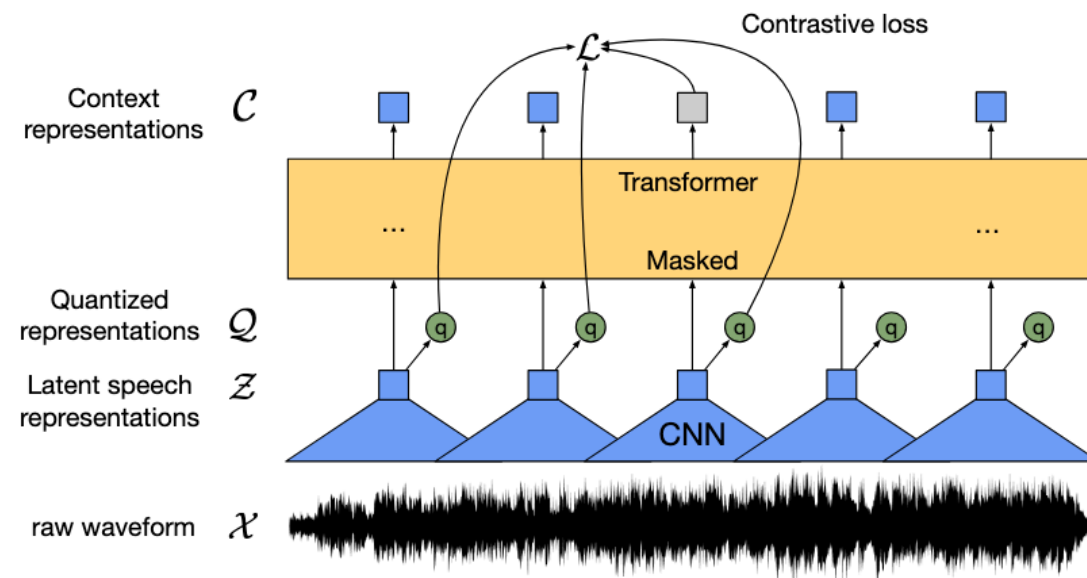 Contrastive loss
ℒ
Context
representations
𝒞
Transformer
... ...
Masked
Quantized
representations
𝒬
q q q q q
Latent speech
representations
𝒵
CNN
raw waveform
𝒳